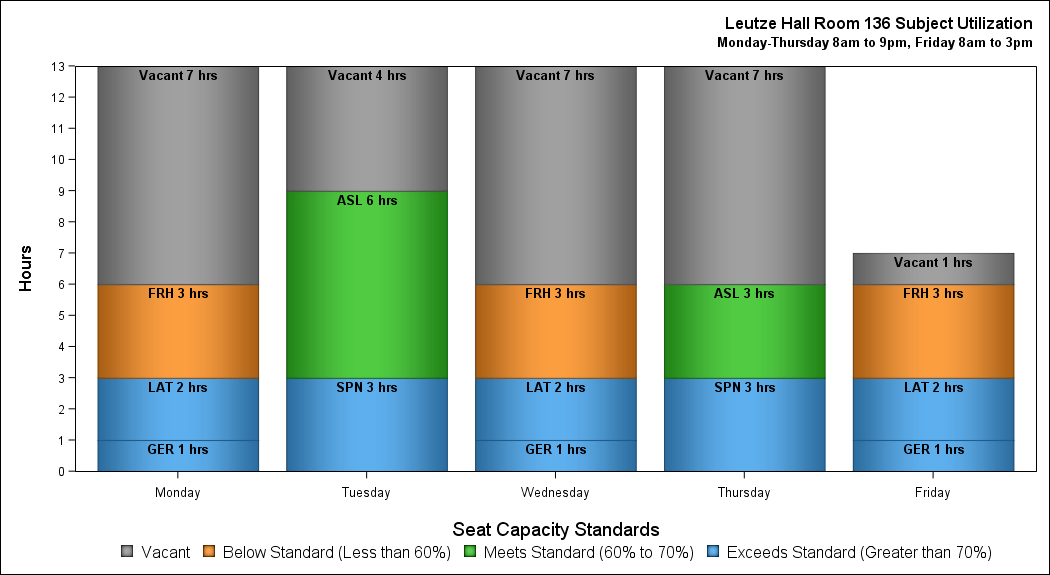 Leutze Hall Room 136 Subject Utilization
Monday-Thursday 8am to 9pm, Friday 8am to 3pm
Hours
13
12
11
10
9
8
7
6
5
4
3
2
1
0
Vacant 7 hrs
FRH 3 hrs
LAT 2 hrs
GER 1 hrs
Vacant 4 hrs
ASL 6 hrs
SPN 3 hrs
Vacant 7 hrs
FRH 3 hrs
LAT 2 hrs
GER 1 hrs
Vacant 7 hrs
ASL 3 hrs
SPN 3 hrs
Vacant 1 hrs
FRH 3 hrs
LAT 2 hrs
GER 1 hrs
Monday Tuesday Wednesday Thursday Friday
Seat Capacity Standards
Vacant Below Standard (Less than 60%) Meets Standard (60% to 70%) Exceeds Standard (Greater than 70%)